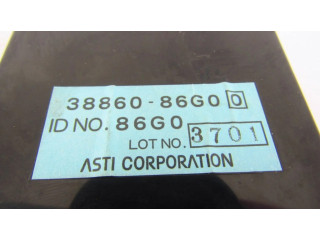 38860-86G0 0
ID NO. 86G0
LOT NO. 3701
ASTI CORPORATION